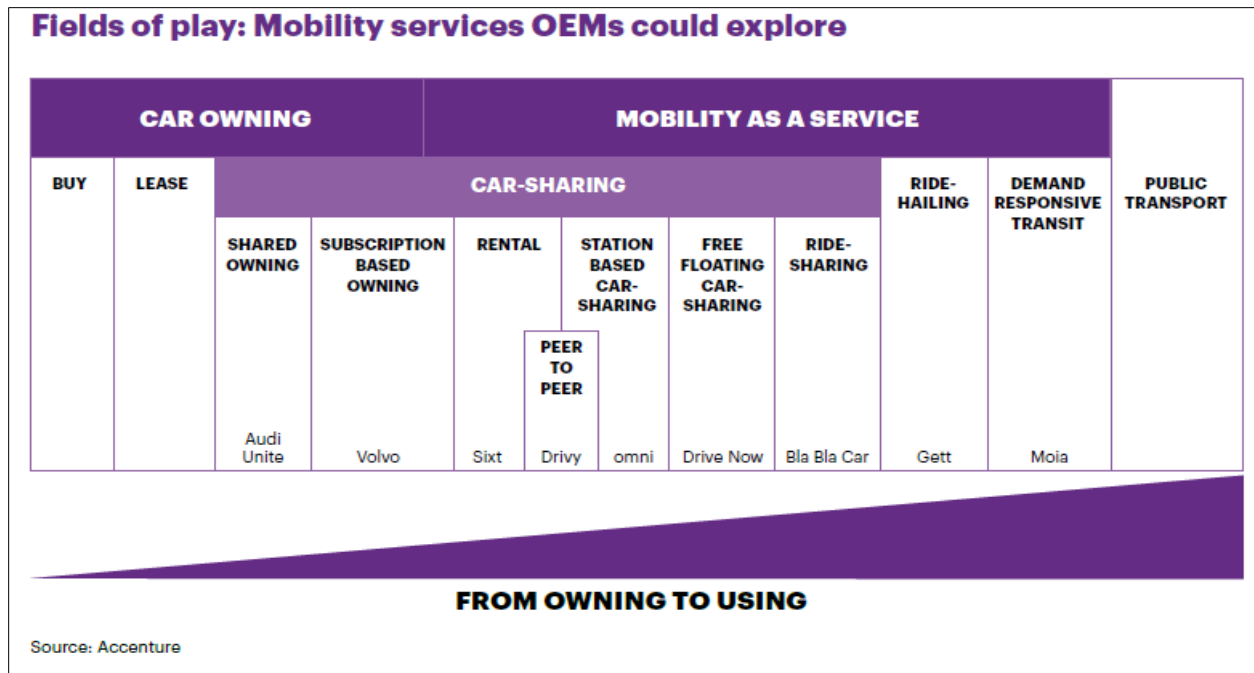 Fields of play: Mobility services OEMs could explore
CAR OWNING
MOBILITY AS A SERVICE
BUY
LEASE
CAR-SHARING
RIDE-
HAILING
DEMAND
RESPONSIVE
TRANSIT
PUBLIC
TRANSPORT
SHARED
OWNING
SUBSCRIPTION
BASED
OWNING
RENTAL
STATION
BASED
CAR-
SHARING
FREE
FLOATING
CAR-
SHARING
RIDE-
SHARING
PEER
TO
PEER
Audi
Unite
Volvo
Sixt
Drivy
omni
Drive Now
Bla Bla Car
Gett
Moia
FROM OWNING TO USING
Source: Accenture